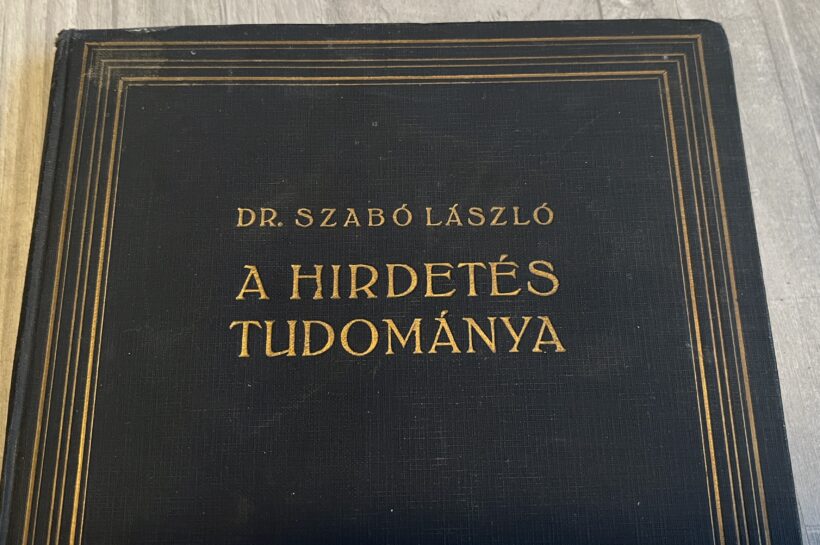 DR. SZABÓ LÁSZLÓ
A HIRDETÉS
TUDOMÁNYA